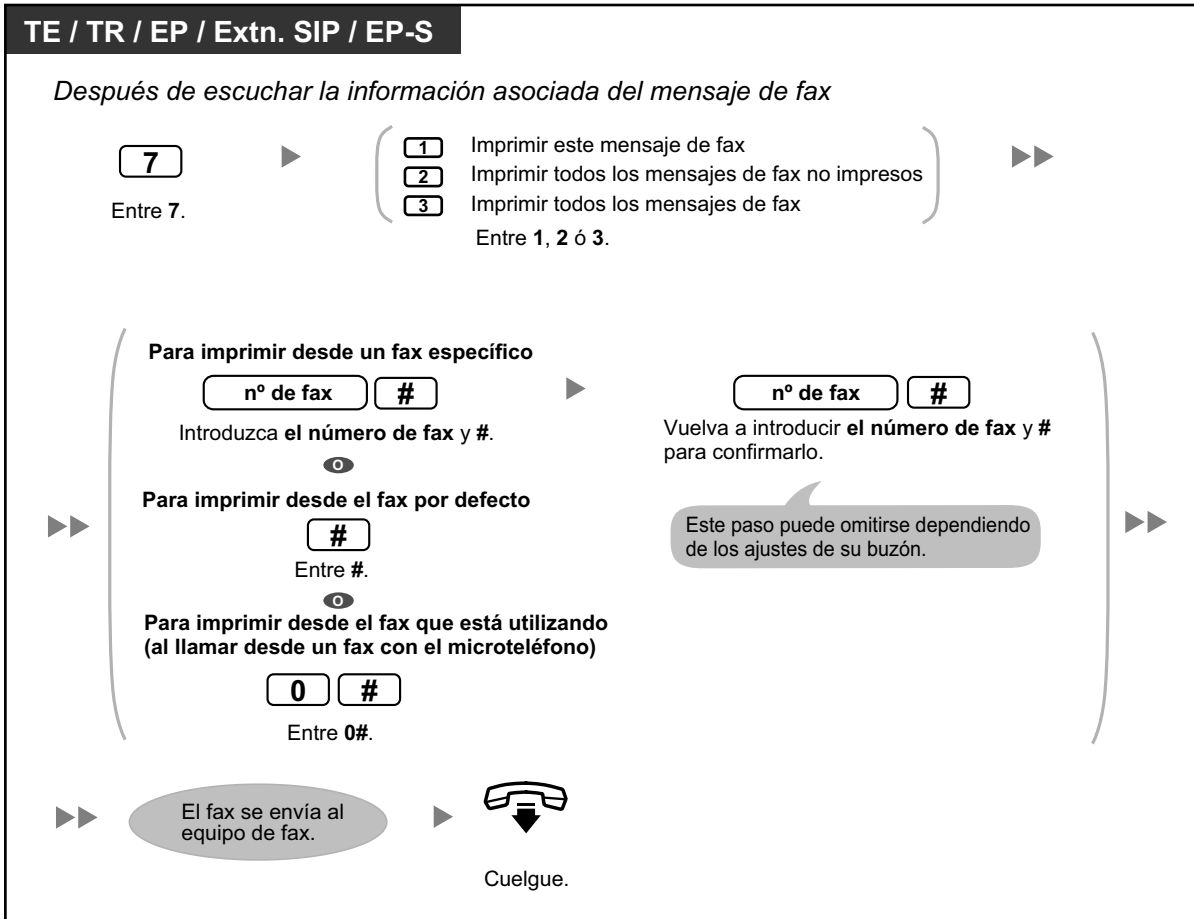 TE / TR / EP / Extn. SIP / EP-S
Después de escuchar la información asociada del mensaje de fax
7
Entre 7.
1 Imprimir este mensaje de fax
2 Imprimir todos los mensajes de fax no impresos
3 Imprimir todos los mensajes de fax
Entre 1, 2 ó 3.
Para imprimir desde un fax específico
nº de fax #
Introduzca el número de fax y #.
O
Para imprimir desde el fax por defecto
#
Entre #.
O
Para imprimir desde el fax que está utilizando
(al llamar desde un fax con el microteléfono)
0 #
Entre 0#.
nº de fax #
Vuelva a introducir el número de fax y #
para confirmarlo.
Este paso puede omitirse dependiendo
de los ajustes de su buzón.
El fax se envía al
equipo de fax.
Cuelgue.